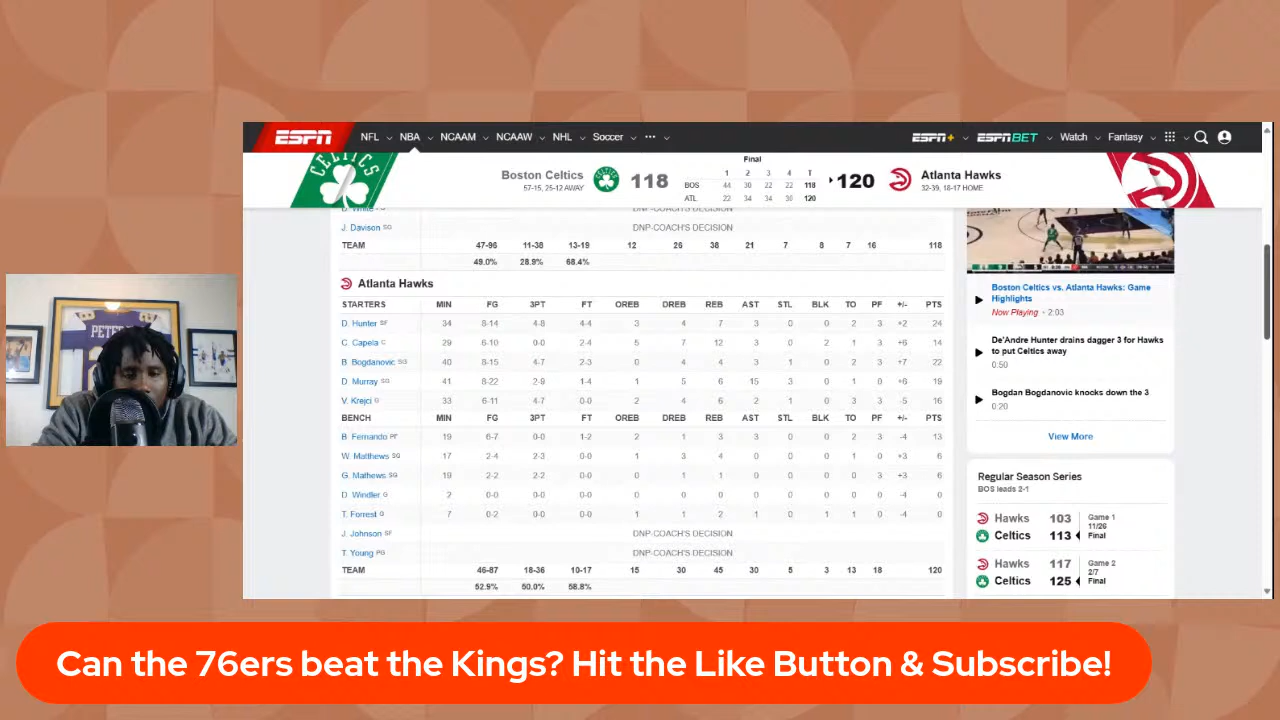 ESPN NFL NBA NCAAM NCAAW NHL Soccer ... ESPN+ ESPN BET Watch Fantasy
CELTICS
Boston Celtics 118
57-15, 25-12 AWAY
Final
1 2 3 4 T
BOS 44 30 22 22 118
ATL 22 34 34 30 120
120 Atlanta Hawks
32-39, 18-17 HOME
DNP-COACH'S DECISION
J. Davison SG DNP-COACH'S DECISION
TEAM 47-96 11-38 13-19 12 26 38 21 7 8 7 16 118
49.0% 28.9% 68.4%
Atlanta Hawks
STARTERS MIN FG 3PT FT OREB DREB REB AST STL BLK TO PF +/- PTS
D. Hunter SF 34 8-14 4-8 4-4 3 4 7 3 0 0 2 3 +2 24
C. Capela C 29 6-10 0-0 2-4 5 7 12 3 0 2 1 3 +6 14
B. Bogdanovic SG 40 8-15 4-7 2-3 0 4 4 3 1 0 2 3 +7 22
D. Murray SG 41 8-22 2-9 1-4 1 5 6 15 3 0 1 0 +6 19
V. Krejci G 33 6-11 4-7 0-0 2 4 6 2 1 0 3 3 -5 16
BENCH MIN FG 3PT FT OREB DREB REB AST STL BLK TO PF +/- PTS
B. Fernando PF 19 6-7 0-0 1-2 2 1 3 3 0 0 2 3 -4 13
W. Matthews SG 17 2-4 2-3 0-0 1 3 4 0 0 0 1 0 +3 6
G. Mathews SG 19 2-2 2-2 0-0 0 1 1 0 0 0 0 3 +3 6
D. Windler G 2 0-0 0-0 0-0 0 0 0 0 0 0 0 0 -4 0
T. Forrest G 7 0-2 0-0 0-0 1 1 2 1 0 1 1 0 -4 0
J. Johnson SF DNP-COACH'S DECISION
T. Young PG DNP-COACH'S DECISION
TEAM 46-87 18-36 10-17 15 30 45 30 5 3 13 18 120
52.9% 50.0% 58.8%
Boston Celtics vs. Atlanta Hawks: Game
Highlights
Now Playing • 2:03
De'Andre Hunter drains dagger 3 for Hawks
to put Celtics away
0:50
Bogdan Bogdanovic knocks down the 3
0:20
View More
Regular Season Series
BOS leads 2-1
Hawks 103 Game 1
11/26
Celtics 113 Final
Hawks 117 Game 2
2/7
Celtics 125 Final
PETE
Can the 76ers beat the Kings? Hit the Like Button & Subscribe!